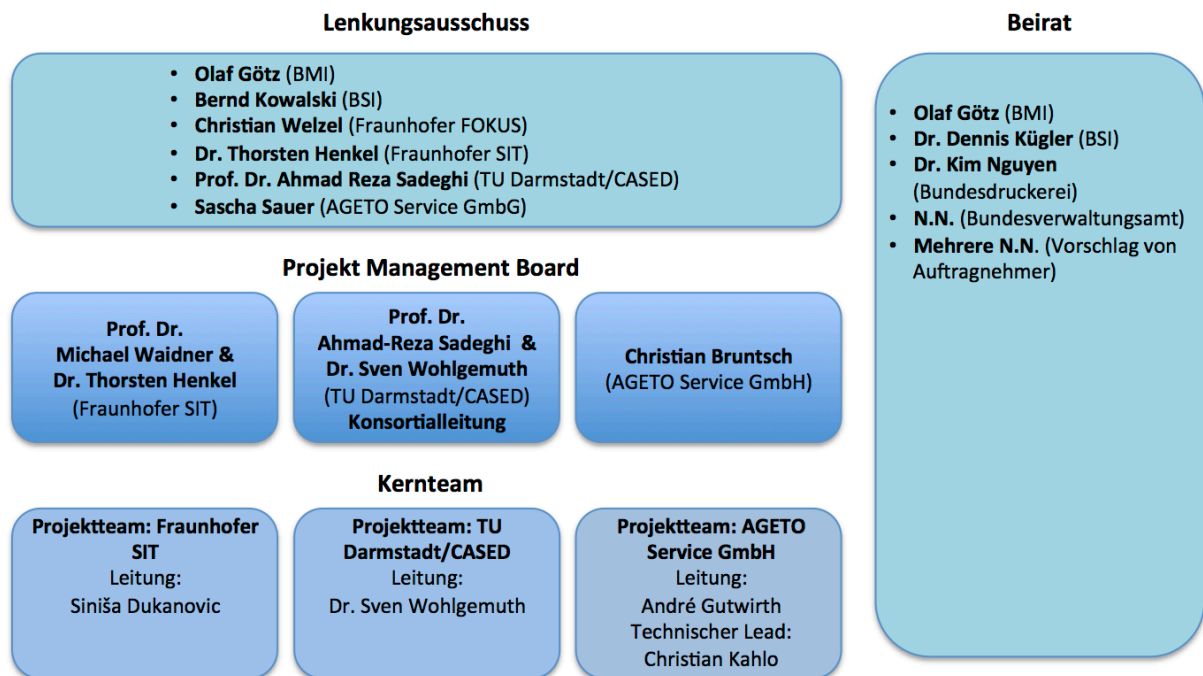 Lenkungsausschuss
• Olaf Götz (BMI)
• Bernd Kowalski (BSI)
• Christian Welzel (Fraunhofer FOKUS)
• Dr. Thorsten Henkel (Fraunhofer SIT)
• Prof. Dr. Ahmad Reza Sadeghi (TU Darmstadt/CASED)
• Sascha Sauer (AGETO Service GmbG)
Beirat
• Olaf Götz (BMI)
• Dr. Dennis Kügler (BSI)
• Dr. Kim Nguyen
(Bundesdruckerei)
• N.N. (Bundesverwaltungsamt)
• Mehrere N.N. (Vorschlag von
Auftragnehmer)
Projekt Management Board
Prof. Dr.
Michael Waidner &
Dr. Thorsten Henkel
(Fraunhofer SIT)
Prof. Dr.
Ahmad-Reza Sadeghi &
Dr. Sven Wohlgemuth
(TU Darmstadt/CASED)
Konsortialleitung
Christian Bruntsch
(AGETO Service GmbH)
Kernteam
Projektteam: Fraunhofer
SIT
Leitung:
Siniša Dukanovic
Projektteam: TU
Darmstadt/CASED
Leitung:
Dr. Sven Wohlgemuth
Projektteam: AGETO
Service GmbH
Leitung:
André Gutwirth
Technischer Lead:
Christian Kahlo